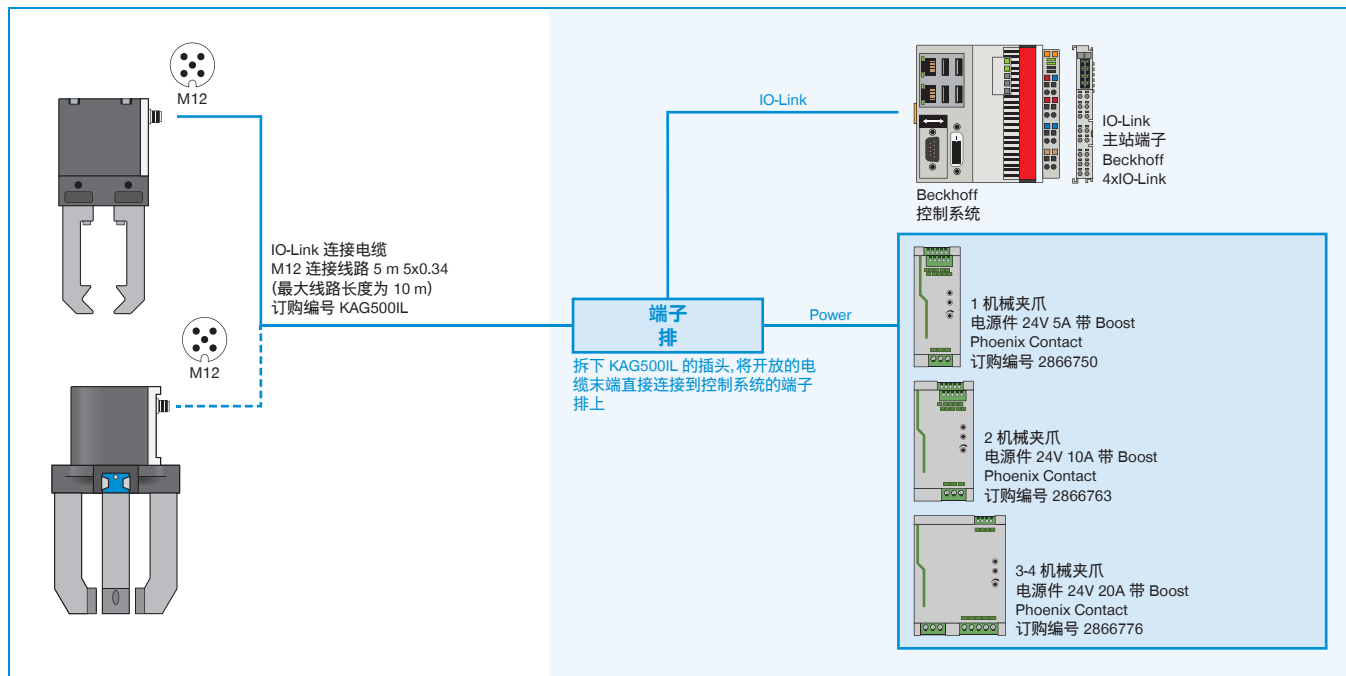 M12
IO-Link 连接电缆
M12 连接线路 5 m 5x0.34
(最大线路长度为 10 m)
订购编号 KAG500IL
M12
端子
排
拆下 KAG500IL 的插头,将开放的电
缆末端直接连接到控制系统的端子
排上
IO-Link
Power
Beckhoff
控制系统
IO-Link
主站端子
Beckhoff
4xIO-Link
1 机械夹爪
电源件 24V 5A 带 Boost
Phoenix Contact
订购编号 2866750
2 机械夹爪
电源件 24V 10A 带 Boost
Phoenix Contact
订购编号 2866763
3-4 机械夹爪
电源件 24V 20A 带 Boost
Phoenix Contact
订购编号 2866776